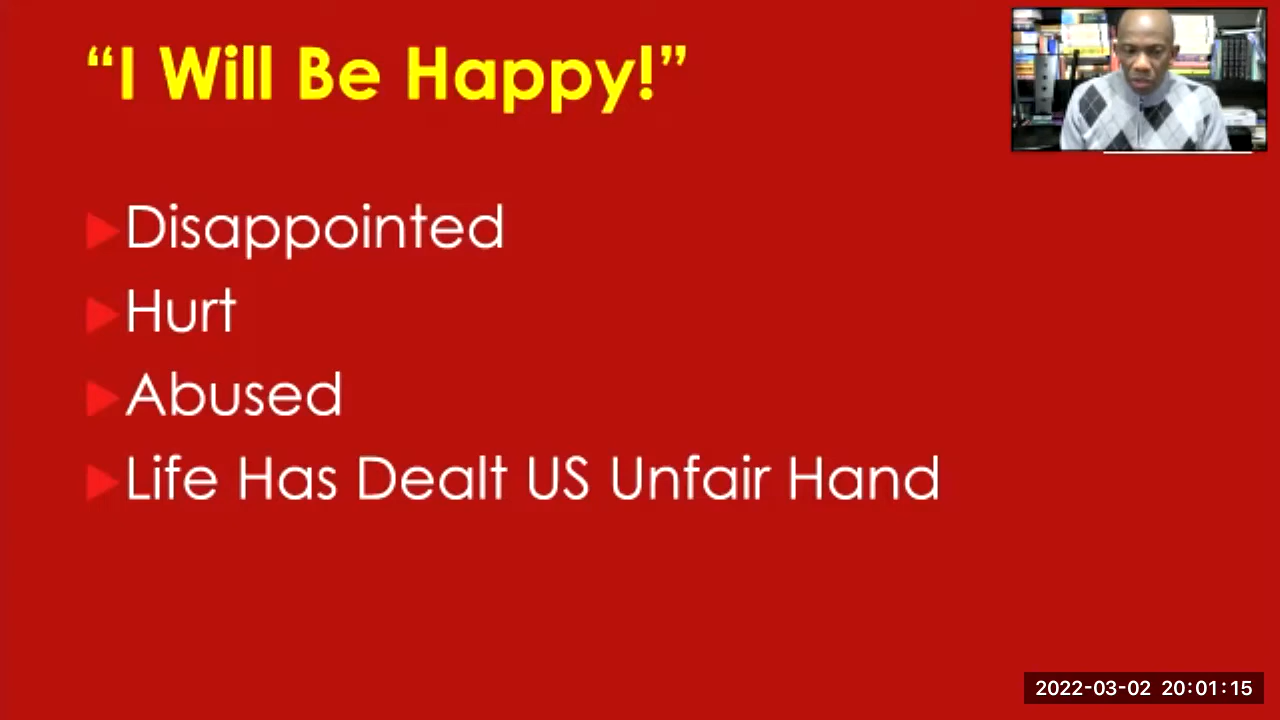 “I Will Be Happy!”
Disappointed
Hurt
Abused
Life Has Dealt US Unfair Hand
2022-03-02 20:01:15